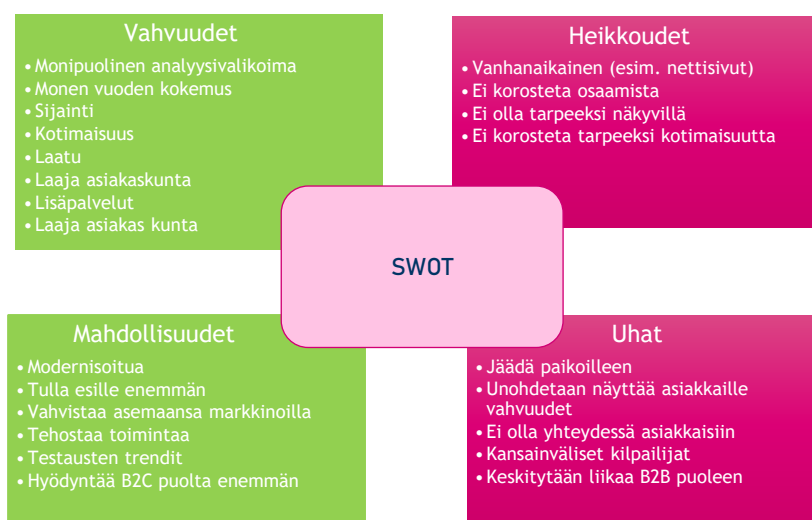 Vahvuudet
• Monipuolinen analyysivalikoima
• Monen vuoden kokemus
• Sijainti
• Kotimaisuus
• Laatu
• Laaja asiakaskunta
• Lisäpalvelut
• Laaja asiakas kunta
Heikkoudet
• Vanhanaikainen (esim. nettisivut)
• Ei korosteta osaamista
• Ei olla tarpeeksi näkyvillä
• Ei korosteta tarpeeksi kotimaisuutta
SWOT
Mahdollisuudet
• Modernisoitua
• Tulla esille enemmän
• Vahvistaa asemaansa markkinoilla
• Tehostaa toimintaa
• Testausten trendit
• Hyödyntää B2C puolta enemmän
Uhat
• Jäädä paikoilleen
• Unohdetaan näyttää asiakkaille
vahvuudet
• Ei olla yhteydessä asiakkaisiin
• Kansainväliset kilpailijat
• Keskitytään liikaa B2B puoleen